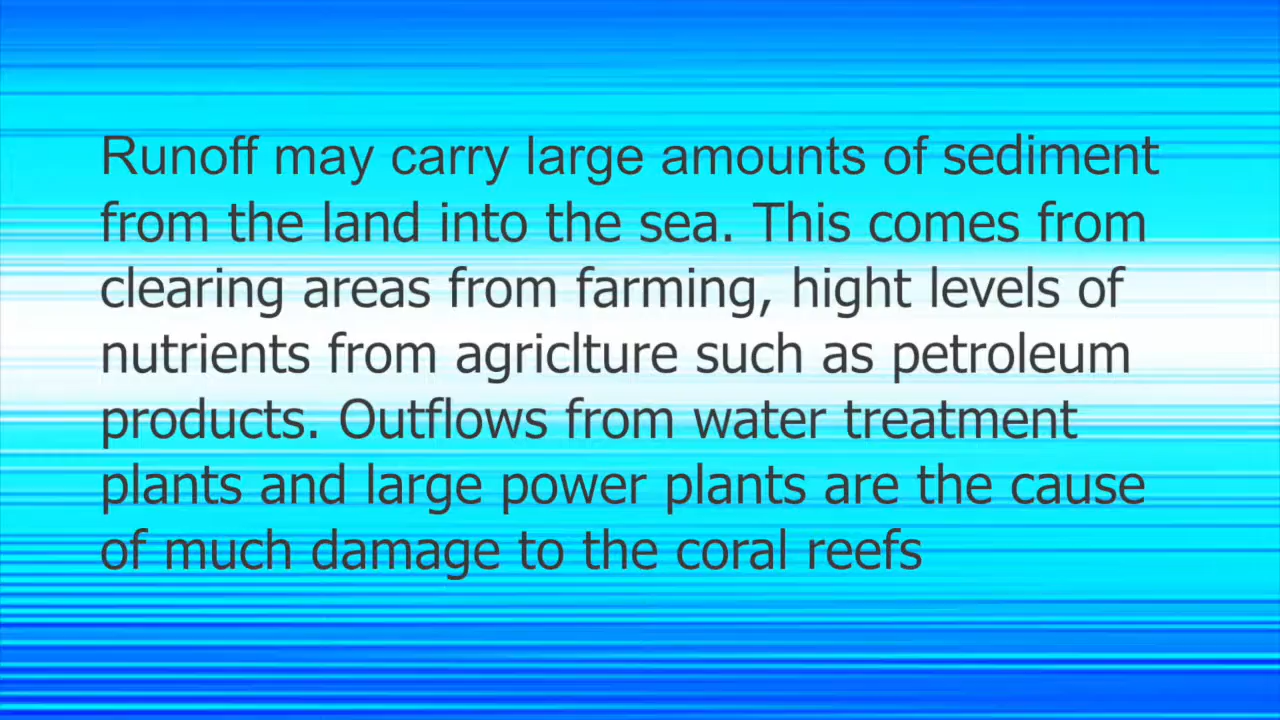 Runoff may carry large amounts of sediment
from the land into the sea. This comes from
clearing areas from farming, hight levels of
nutrients from agriclture such as petroleum
products. Outflows from water treatment
plants and large power plants are the cause
of much damage to the coral reefs